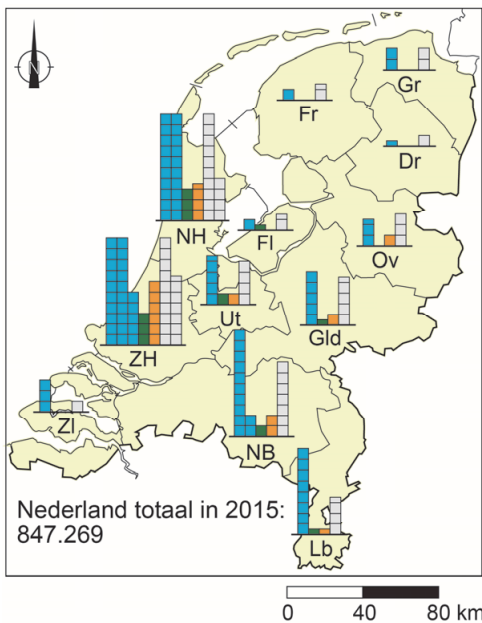 N
Gr
Fr
Dr
NH
Fl
Ov
Ut
Gld
ZH
Zl
NB
Nederland totaal in 2015:
847.269
Lb
0 40 80 km